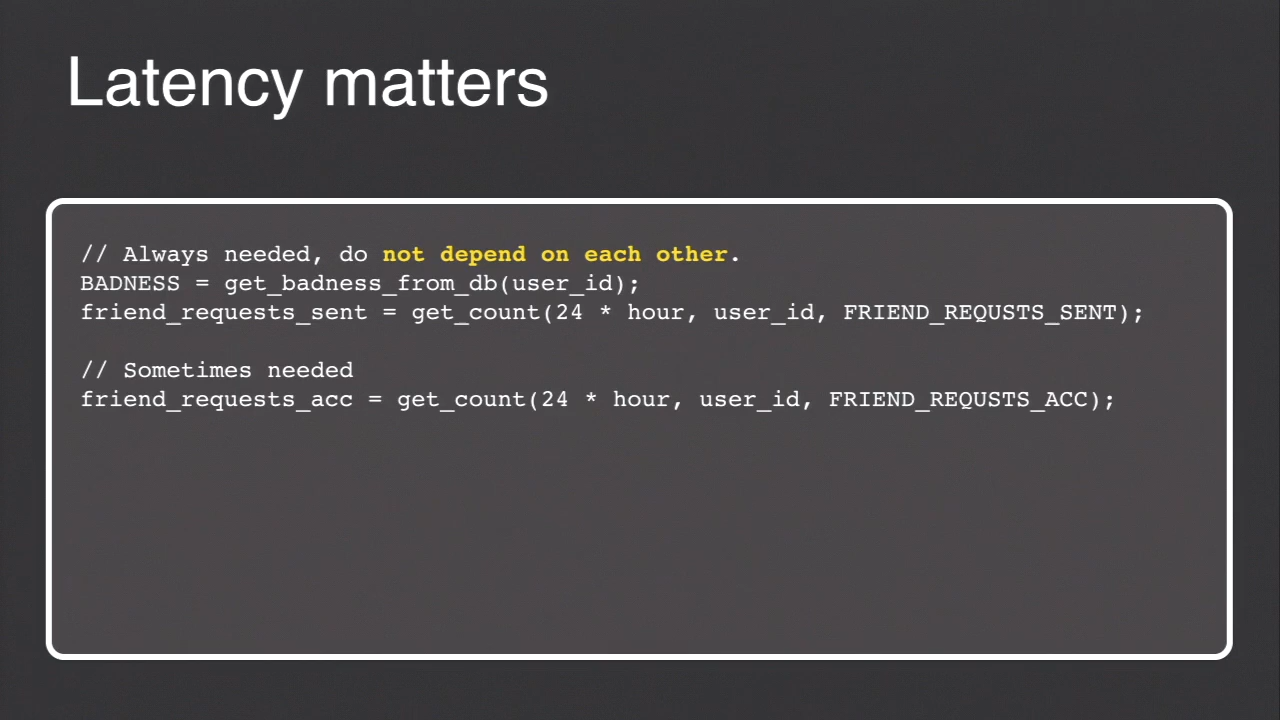 Latency matters
// Always needed, do not depend on each other.
BADNESS = get_badness_from_db(user_id);
friend_requests_sent = get_count(24 * hour, user_id, FRIEND_REQUSTS_SENT);
// Sometimes needed
friend_requests_acc = get_count(24 * hour, user_id, FRIEND_REQUSTS_ACC);